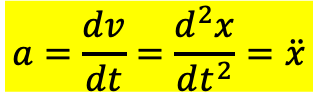 a = dv/dt = d²x/dt² = ẍ